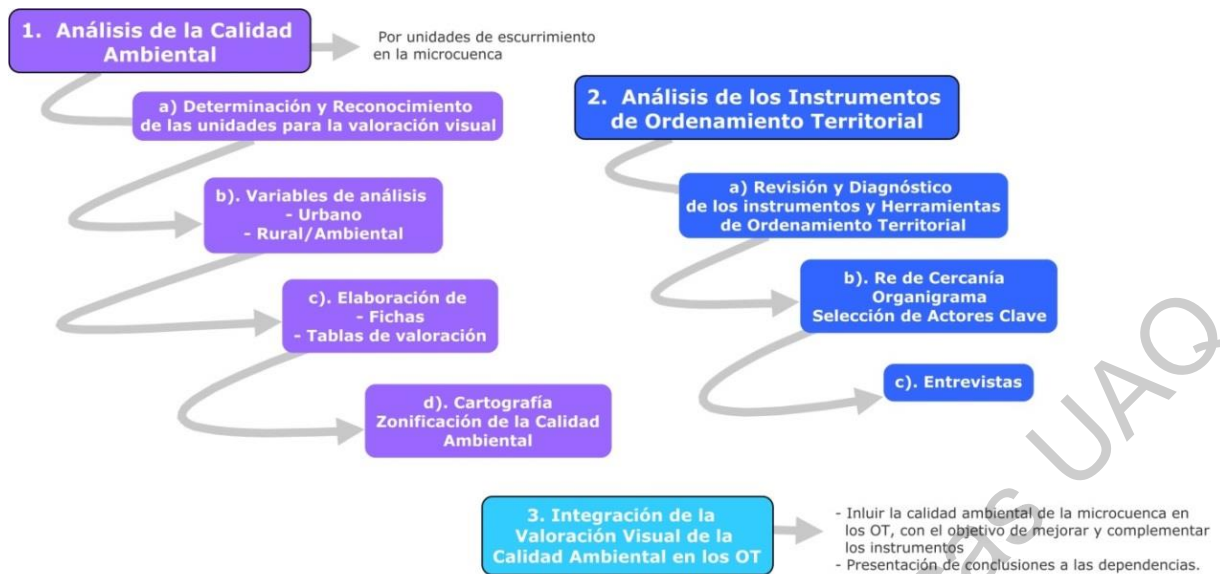 1. Análisis de la Calidad
Ambiental
Por unidades de escurrimiento
en la microcuenca
a) Determinación y Reconocimiento
de las unidades para la valoración visual
b). Variables de análisis
- Urbano
- Rural/Ambiental
c). Elaboración de
- Fichas
- Tablas de valoración
d). Cartografía
Zonificación de la Calidad
Ambiental
2. Análisis de los Instrumentos
de Ordenamiento Territorial
a) Revisión y Diagnóstico
de los instrumentos y Herramientas
de Ordenamiento Territorial
b). Re de Cercanía
Organigrama
Selección de Actores Clave
c). Entrevistas
3. Integración de la
Valoración Visual de la
Calidad Ambiental en los OT
- Inluir la calidad ambiental de la microcuenca en
los OT, con el objetivo de mejorar y complementar
los instrumentos
- Presentación de conclusiones a las dependencias.
UAQ